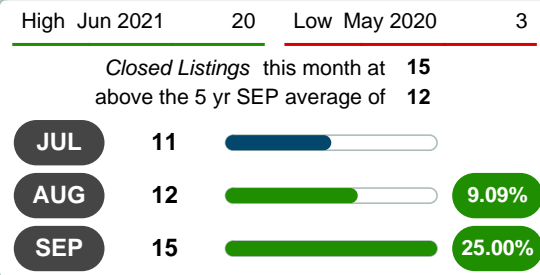 High Jun 2021 20 Low May 2020 3
Closed Listings this month at 15
above the 5 yr SEP average of 12
JUL 11
AUG 12 9.09%
SEP 15 25.00%